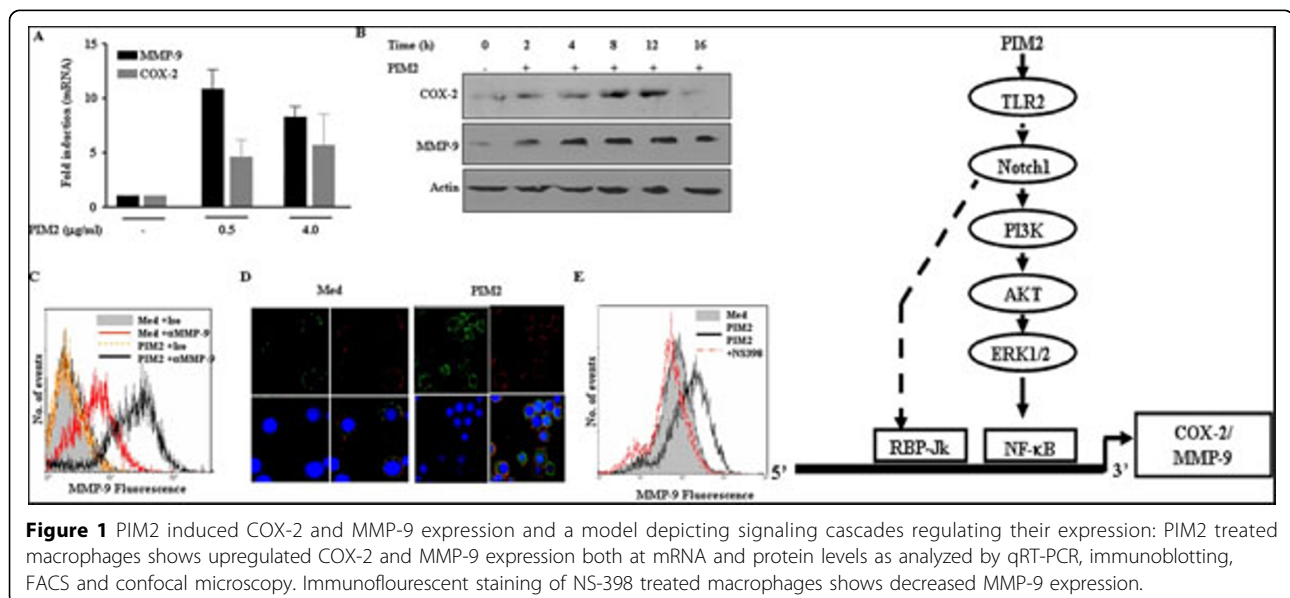 A
15
10
5
0
Fold induction (mRNA)
MMP-9
COX-2
PIM2 (μg/ml)
-
0.5
4.0
B
Time (h) 0 2 4 8 12 16
PIM2 - + + + + +
COX-2
MMP-9
Actin
C
Med +Iso
Med +αMMP-9
PIM2 +Iso
PIM2 +αMMP-9
No. of events
MMP-9 Fluorescence
D
Med
PIM2
E
Med
PIM2
PIM2
+NS398
No. of events
MMP-9 Fluorescence
PIM2
TLR2
Notch1
PI3K
AKT
ERK1/2
RBP-Jk
NF-κB
5'
3'
COX-2/
MMP-9
Figure 1 PIM2 induced COX-2 and MMP-9 expression and a model depicting signaling cascades regulating their expression: PIM2 treated
macrophages shows upregulated COX-2 and MMP-9 expression both at mRNA and protein levels as analyzed by qRT-PCR, immunoblotting,
FACS and confocal microscopy. Immunoflourescent staining of NS-398 treated macrophages shows decreased MMP-9 expression.